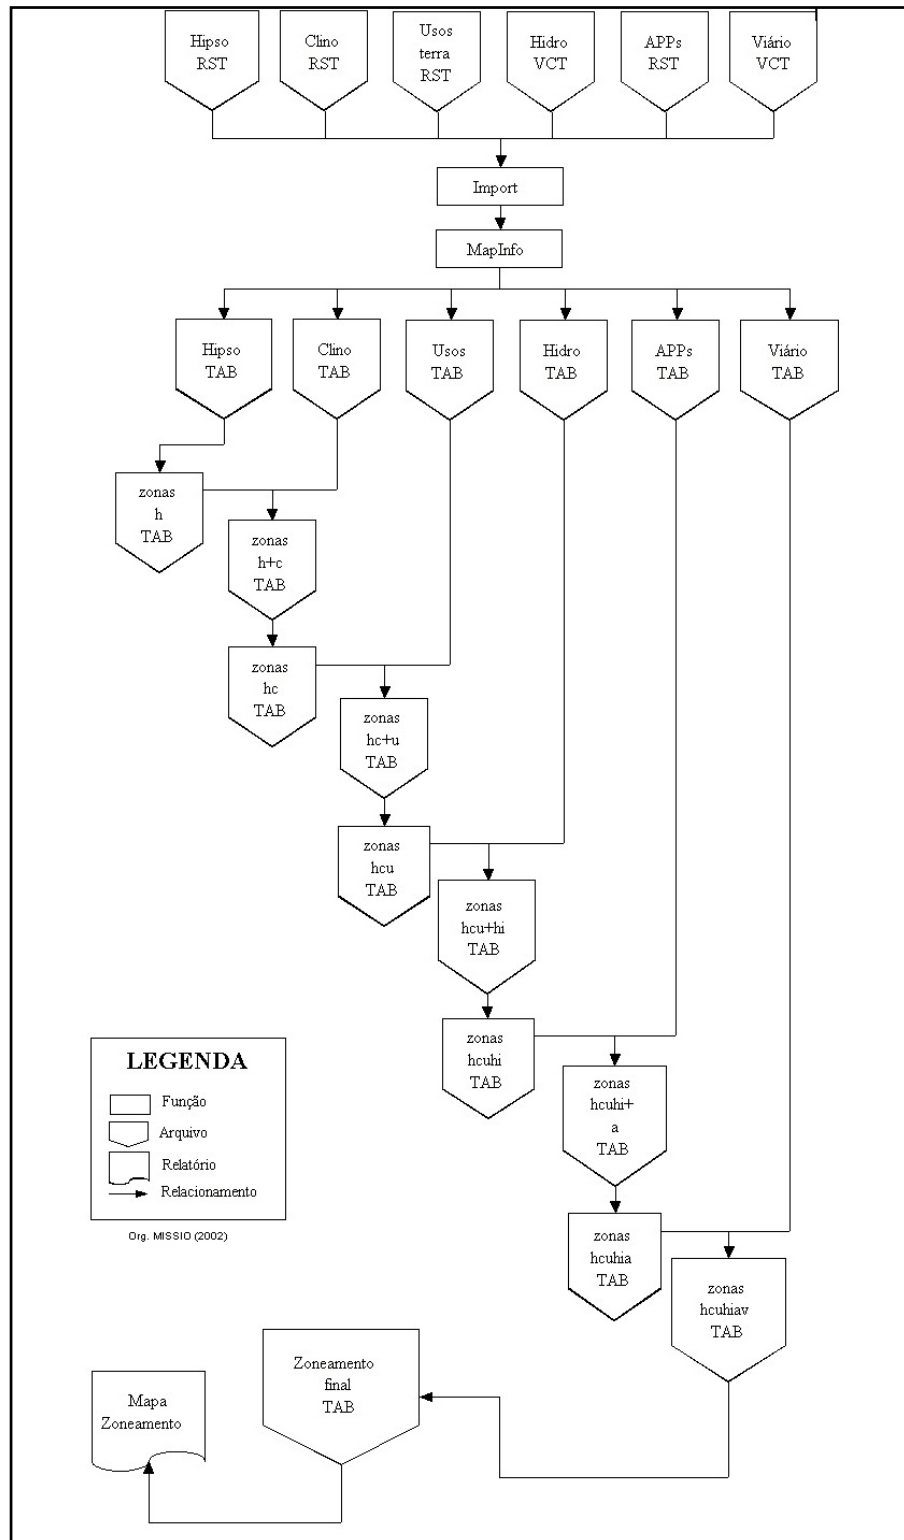 Hipso
RST
Clino
RST
Usos
terra
RST
Hidro
VCT
APPs
RST
Viário
VCT
Import
MapInfo
Hipso
TAB
Clino
TAB
Usos
TAB
Hidro
TAB
APPs
TAB
Viário
TAB
zonas
h
TAB
zonas
h+c
TAB
zonas
hc
TAB
zonas
hc+u
TAB
zonas
hcu
TAB
zonas
hcu+hi
TAB
zonas
hcuhi
TAB
zonas
hcuhi+
a
TAB
zonas
hcuhia
TAB
zonas
hcuhiav
TAB
LEGENDA
Função
Arquivo
Relatório
Relacionamento
Org. MISSIO (2002)
Zoneamento
final
TAB
Mapa
Zoneamento